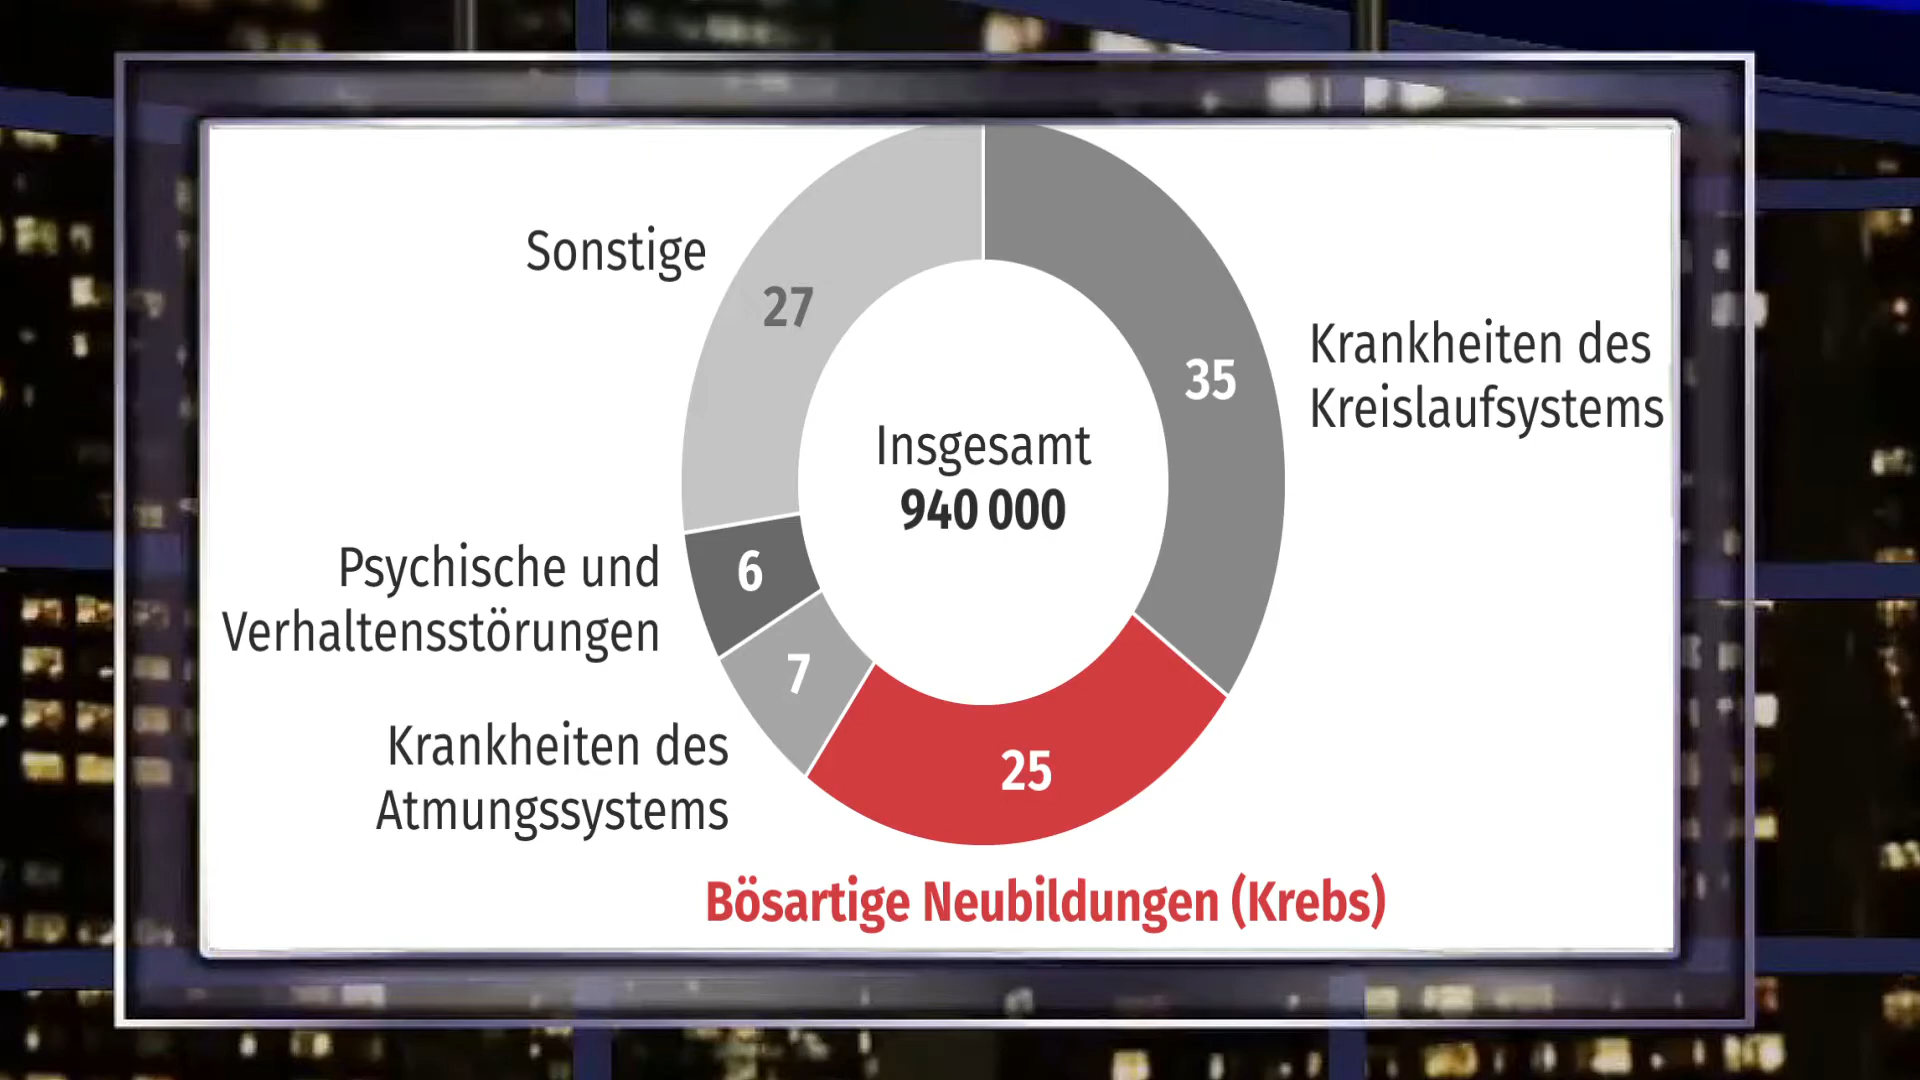 Sonstige
27
Krankheiten des
Kreislaufsystems
35
Insgesamt
940 000
Psychische und
Verhaltensstörungen
6
7
Krankheiten des
Atmungssystems
25
Bösartige Neubildungen (Krebs)